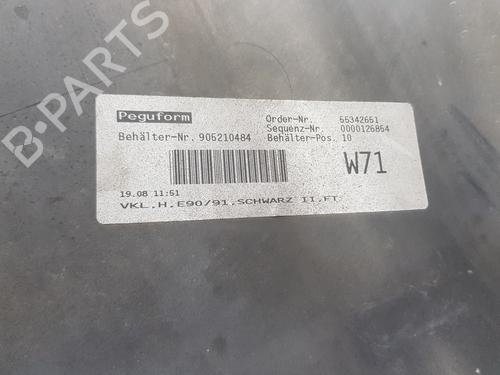 B-PARTS
Peguform
Order-Nr. 55342651
Sequenz-Nr. 0000126854
Behälter-Nr. 905210484 Behälter-Pos. 10
W71
19.08 11:51
VKL.H.E90/91.SCHWARZ II.FT